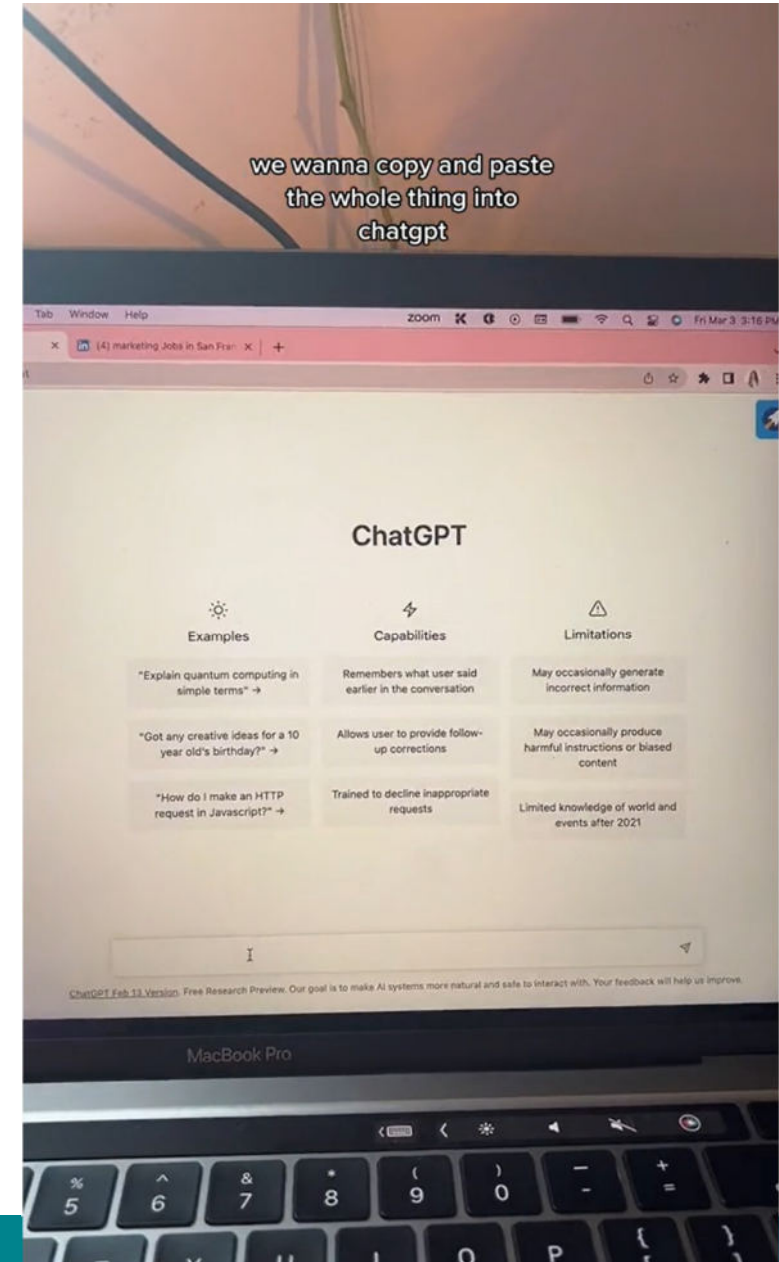 we wanna copy and paste
the whole thing into
chatgpt
Tab Window Help
zoom
Fri Mar 3 3:16 PM
(4) marketing Jobs in San Fran
ChatGPT
Examples
Capabilities
Limitations
"Explain quantum computing in
simple terms" →
Remembers what user said
earlier in the conversation
May occasionally generate
incorrect information
"Got any creative ideas for a 10
year old's birthday?" →
Allows user to provide follow-
up corrections
May occasionally produce
harmful instructions or biased
content
"How do I make an HTTP
request in Javascript?" →
Trained to decline inappropriate
requests
Limited knowledge of world and
events after 2021
ChatGPT Feb 13 Version. Free Research Preview. Our goal is to make AI systems more natural and safe to interact with. Your feedback will help us improve.
MacBook Pro
% ^ & * ( ) — +
5 6 7 8 9 0 - =
O P { }